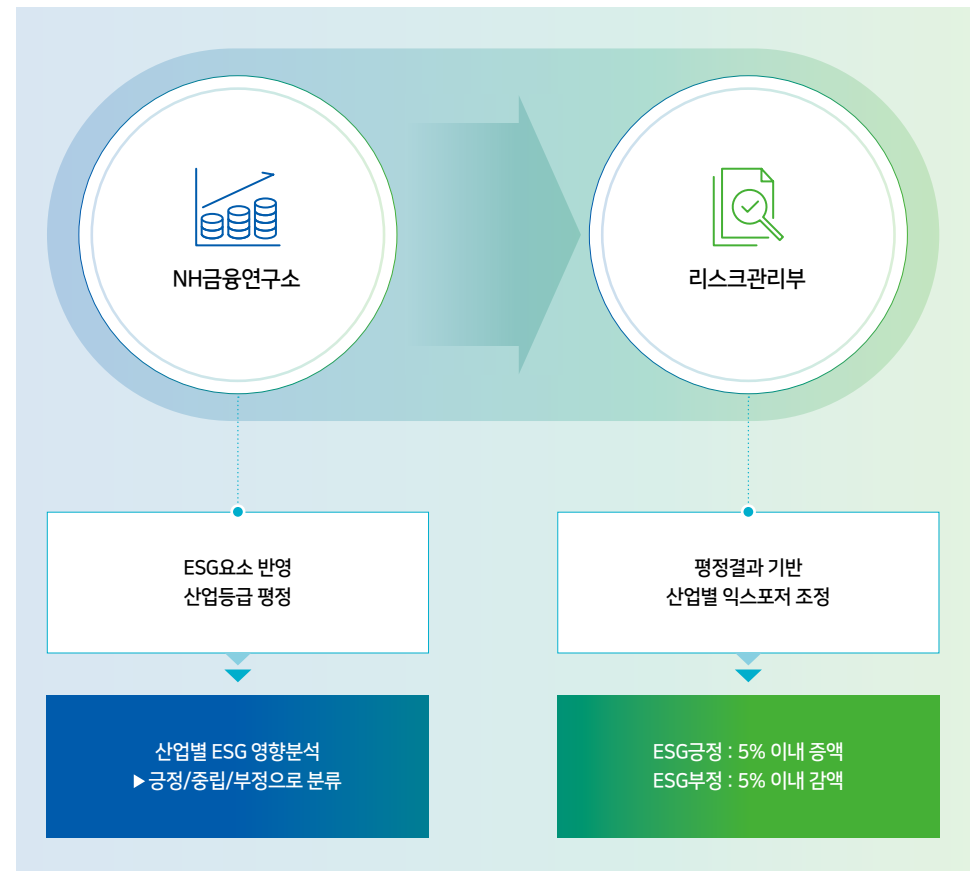 NH금융연구소
리스크관리부
ESG요소 반영
산업등급 평정
평정결과 기반
산업별 익스포저 조정
산업별 ESG 영향분석
▶긍정/중립/부정으로 분류
ESG긍정 : 5% 이내 증액
ESG부정 : 5% 이내 감액